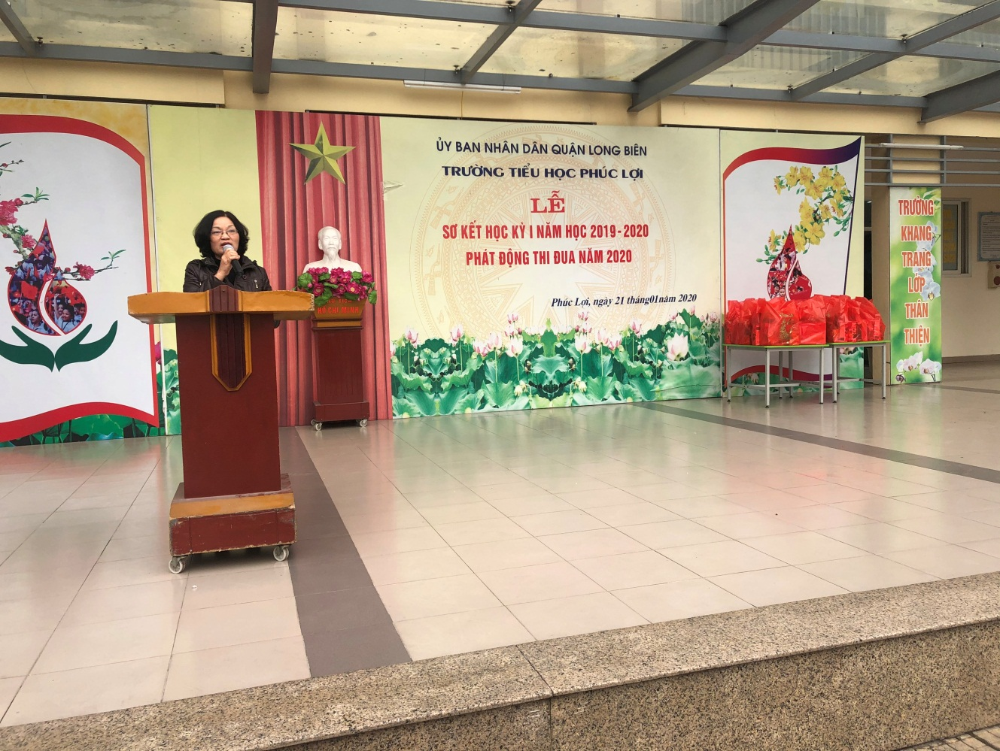 ỦY BAN NHÂN DÂN QUẬN LONG BIÊN
TRƯỜNG TIỂU HỌC PHÚC LỢI
LỄ
SƠ KẾT HỌC KỲ I NĂM HỌC 2019-2020
PHÁT ĐỘNG THI ĐUA NĂM 2020
Phúc Lợi, ngày 21 tháng01năm 2020
HỒ CHÍ MINH
TRƯỜNG
KHANG
TRANG
LỚP
THÂN
THIỆN